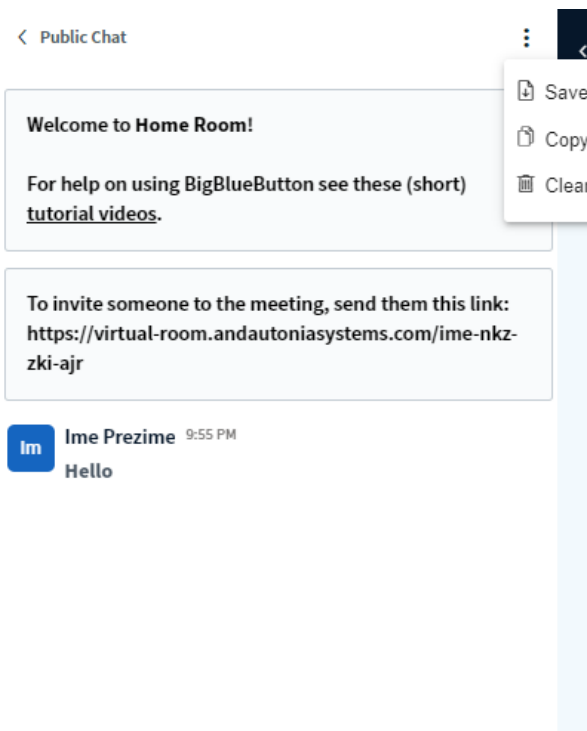 Public Chat
Save
Copy
Clear
Welcome to Home Room!
For help on using BigBlueButton see these (short)
tutorial videos.
To invite someone to the meeting, send them this link:
https://virtual-room.andautoniasystems.com/ime-nkz-
zki-ajr
Im
Ime Prezime 9:55 PM
Hello